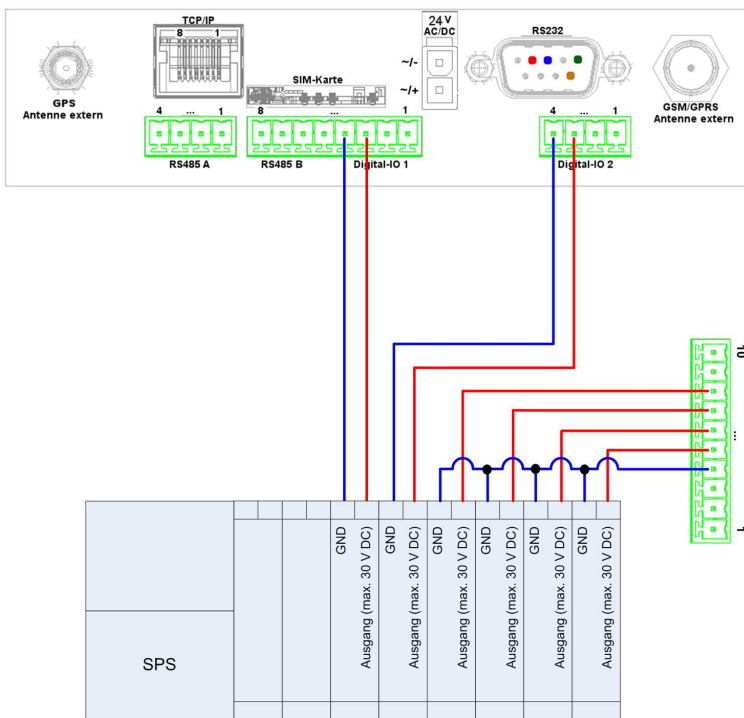 TCP/IP
8 1
24 V
AC/DC
RS232
~/-
~/+
SIM-Karte
GPS
Antenne extern
GSM/GPRS
Antenne extern
4 ... 1
8 ... 1
4 ... 1
RS485 A
RS485 B
Digital-IO 1
Digital-IO 2
10
...
1
GND
Ausgang (max. 30 V DC)
GND
Ausgang (max. 30 V DC)
GND
Ausgang (max. 30 V DC)
GND
Ausgang (max. 30 V DC)
GND
Ausgang (max. 30 V DC)
GND
Ausgang (max. 30 V DC)
SPS